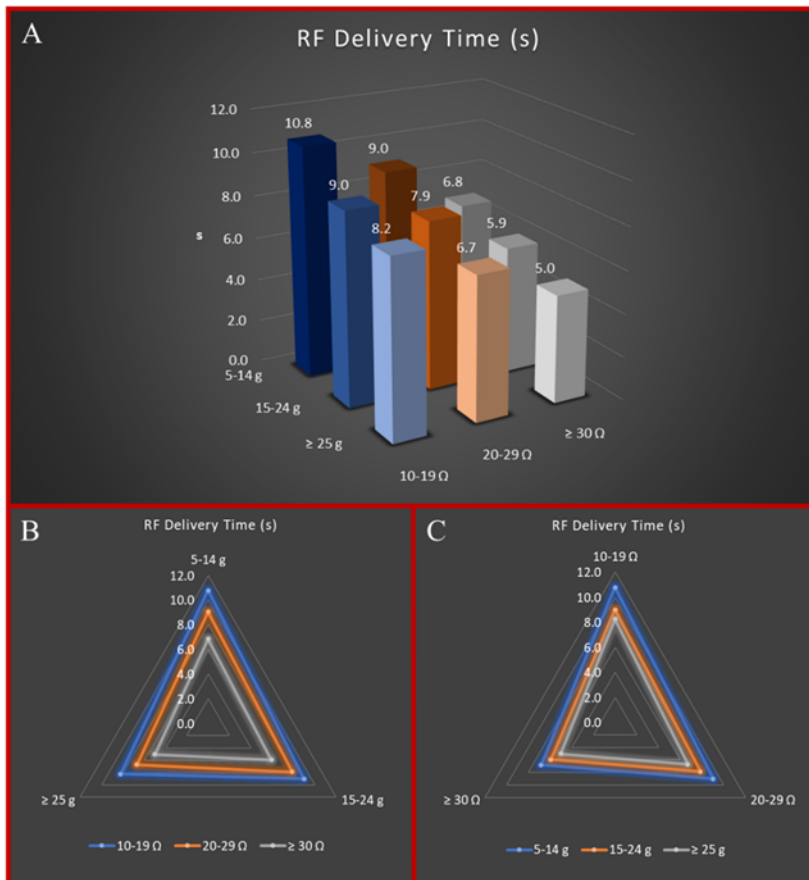 A
RF Delivery Time (s)
12.0
10.8
10.0
9.0
9.0
8.0
8.2
7.9
6.8
s
6.0
6.7
5.9
5.0
4.0
2.0
0.0
5-14 g
15-24 g
≥ 25 g
10-19 Ω
20-29 Ω
≥ 30 Ω
B
RF Delivery Time (s)
5-14 g
12.0
10.0
8.0
6.0
4.0
2.0
0.0
≥ 25 g
15-24 g
10-19 Ω 20-29 Ω ≥ 30 Ω
C
RF Delivery Time (s)
10-19 Ω
12.0
10.0
8.0
6.0
4.0
2.0
0.0
≥ 30 Ω
20-29 Ω
5-14 g 15-24 g ≥ 25 g